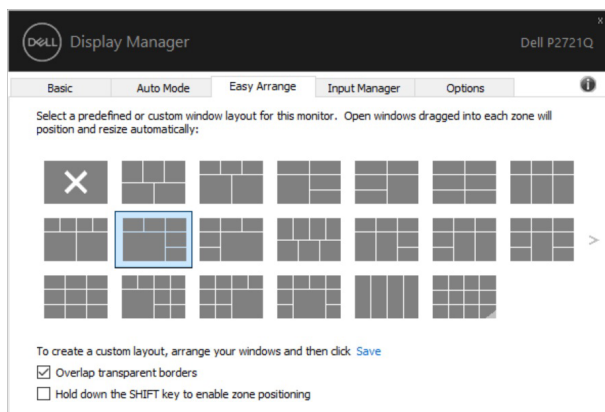 DELL Display Manager
Dell P2721Q
Basic Auto Mode Easy Arrange Input Manager Options
Select a predefined or custom window layout for this monitor. Open windows dragged into each zone will
position and resize automatically:
To create a custom layout, arrange your windows and then click Save
Overlap transparent borders
Hold down the SHIFT key to enable zone positioning